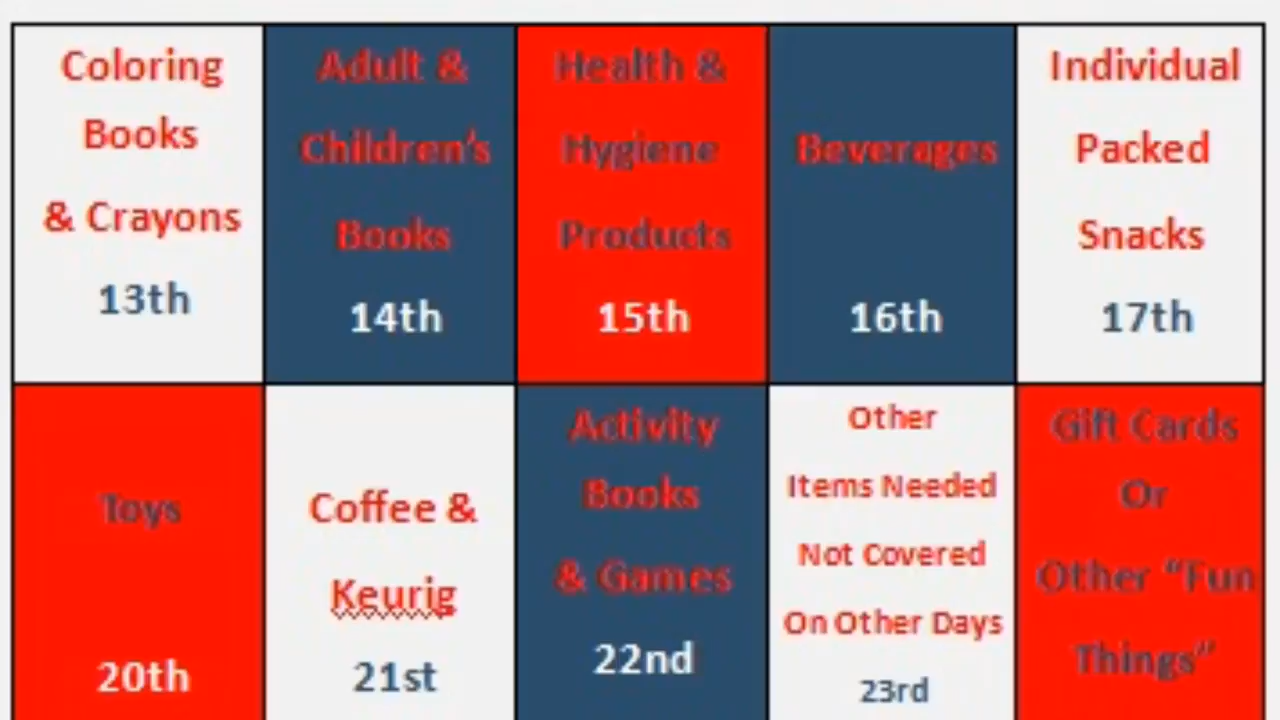 Coloring
Books
& Crayons
13th
Adult &
Children's
Books
14th
Health &
Hygiene
Products
15th
Beverages
16th
Individual
Packed
Snacks
17th
Toys
20th
Coffee &
Keurig
21st
Activity
Books
& Games
22nd
Other
Items Needed
Not Covered
On Other Days
23rd
Gift Cards
Or
Other “Fun
Things”